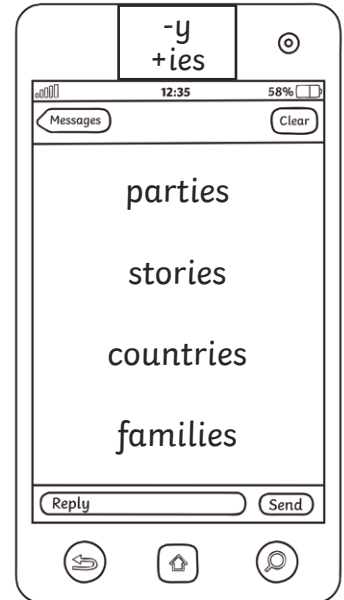 -y
+ies
12:35
58%
Messages
Clear
parties
stories
countries
families
Reply
Send